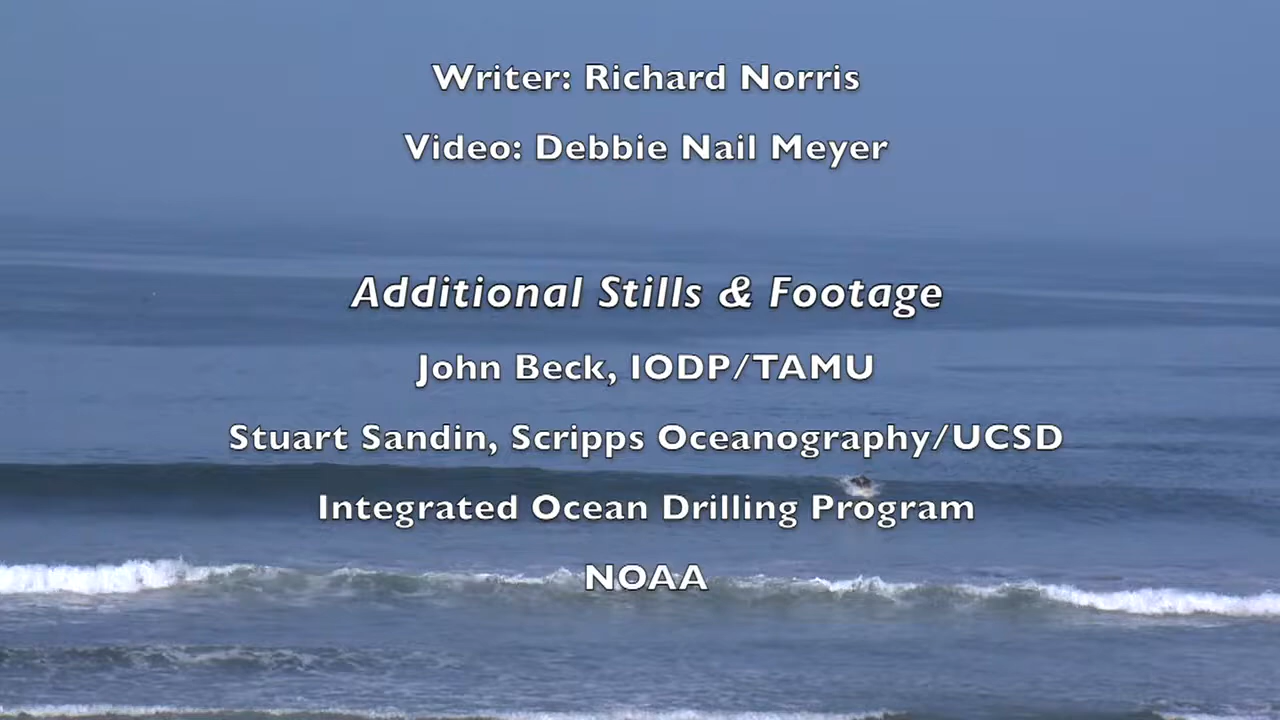 Writer: Richard Norris
Video: Debbie Nail Meyer
Additional Stills & Footage
John Beck, IODP/TAMU
Stuart Sandin, Scripps Oceanography/UCSD
Integrated Ocean Drilling Program
NOAA